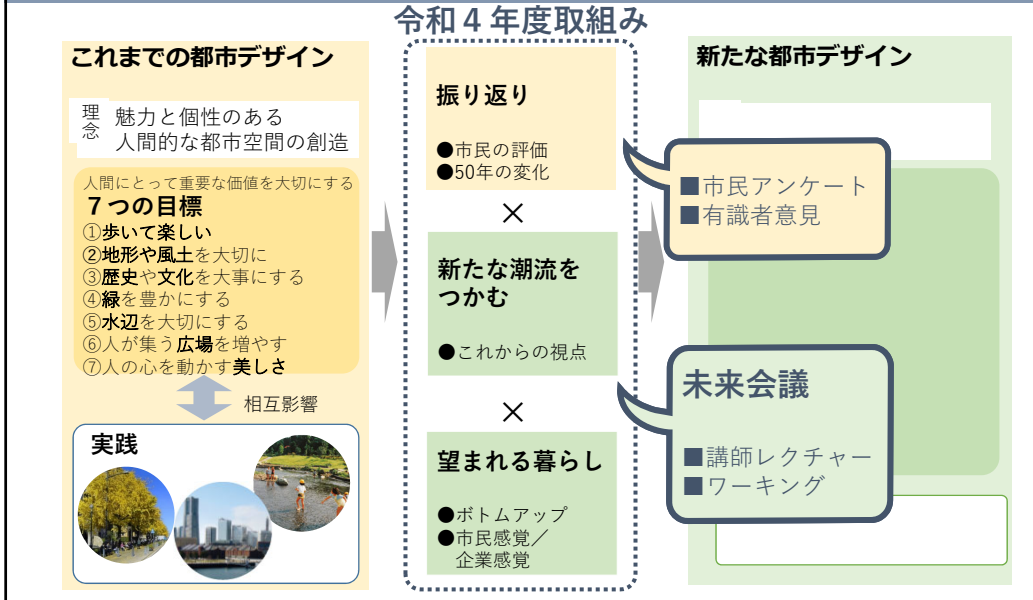 令和４年度取組み
これまでの都市デザイン
理念
魅力と個性のある
人間的な都市空間の創造
人間にとって重要な価値を大切にする
７つの目標
①歩いて楽しい
②地形や風土を大切に
③歴史や文化を大事にする
④緑を豊かにする
⑤水辺を大切にする
⑥人が集う広場を増やす
⑦人の心を動かす美しさ
相互影響
実践
振り返り
●市民の評価
●50年の変化
×
新たな潮流を
つかむ
●これからの視点
×
望まれる暮らし
●ボトムアップ
●市民感覚／
企業感覚
新たな都市デザイン
■市民アンケート
■有識者意見
未来会議
■講師レクチャー
■ワーキング